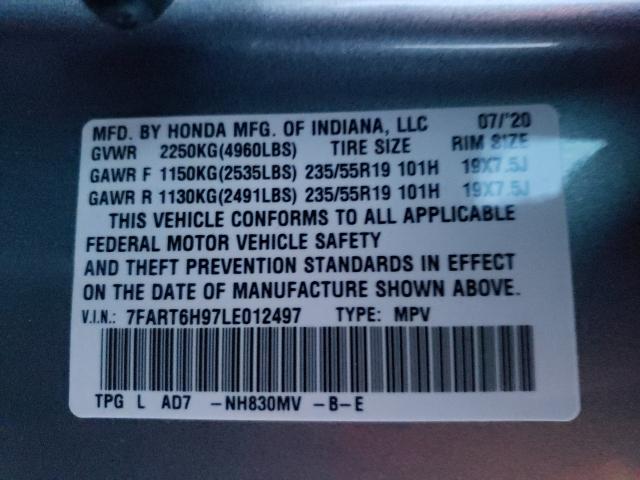 MFD. BY HONDA MFG. OF INDIANA, LLC 07/'20
GVWR 2250KG(4960LBS) TIRE SIZE RIM SIZE
GAWR F 1150KG(2535LBS) 235/55R19 101H 19X7.5J
GAWR R 1130KG(2491LBS) 235/55R19 101H 19X7.5J
THIS VEHICLE CONFORMS TO ALL APPLICABLE
FEDERAL MOTOR VEHICLE SAFETY
AND THEFT PREVENTION STANDARDS IN EFFECT
ON THE DATE OF MANUFACTURE SHOWN ABOVE.
V.I.N.: 7FART6H97LE012497 TYPE: MPV
TPG L AD7 -NH830MV -B-E